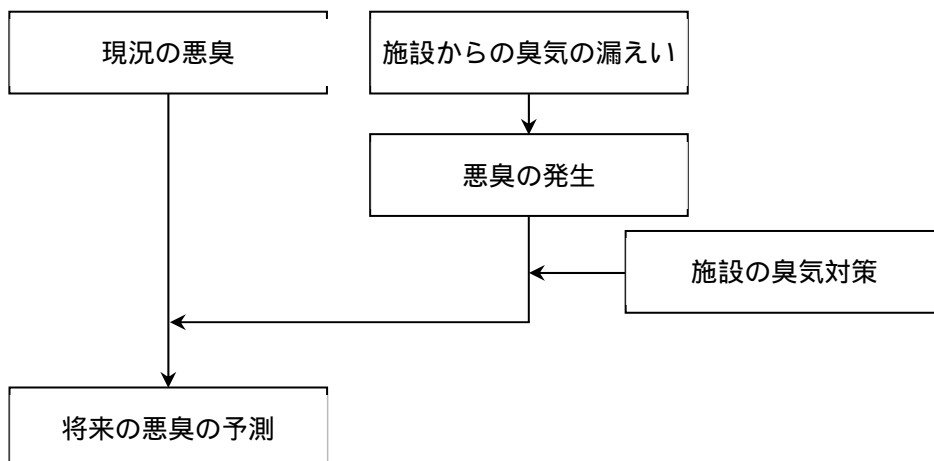 現況の悪臭
施設からの臭気の漏えい
悪臭の発生
施設の臭気対策
将来の悪臭の予測